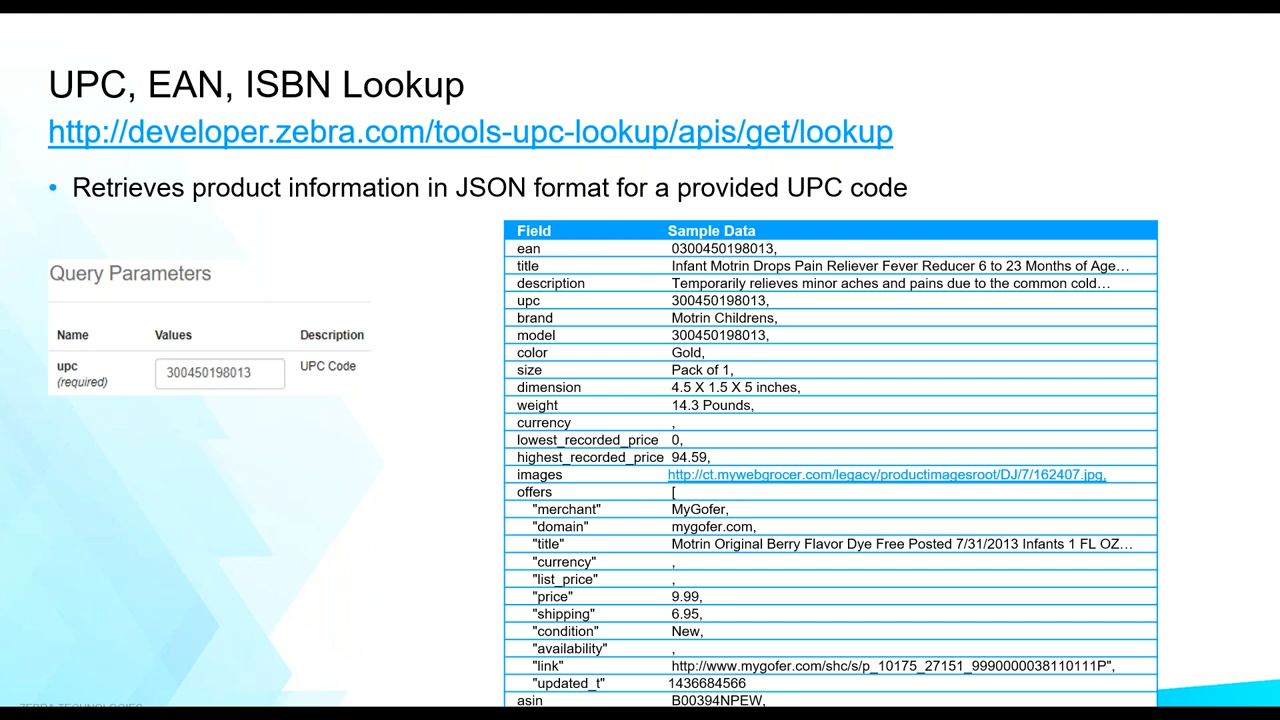 UPC, EAN, ISBN Lookup
http://developer.zebra.com/tools-upc-lookup/apis/get/lookup
• Retrieves product information in JSON format for a provided UPC code
Query Parameters
Name Values Description
upc 300450198013 UPC Code
(required)
Field Sample Data
ean 0300450198013,
title Infant Motrin Drops Pain Reliever Fever Reducer 6 to 23 Months of Age…
description Temporarily relieves minor aches and pains due to the common cold…
upc 300450198013,
brand Motrin Childrens,
model 300450198013,
color Gold,
size Pack of 1,
dimension 4.5 X 1.5 X 5 inches,
weight 14.3 Pounds,
currency ,
lowest_recorded_price 0,
highest_recorded_price 94.59,
images http://ct.mywebgrocer.com/legacy/productimagesroot/DJ/7/162407.jpg,
offers [
"merchant" MyGofer,
"domain" mygofer.com,
"title" Motrin Original Berry Flavor Dye Free Posted 7/31/2013 Infants 1 FL OZ…
"currency" ,
"list_price" ,
"price" 9.99,
"shipping" 6.95,
"condition" New,
"availability" ,
"link" http://www.mygofer.com/shc/s/p_10175_27151_9990000038110111P",
"updated_t" 1436684566
asin B00394NPEW,
ZEBRA TECHNOLOGIES